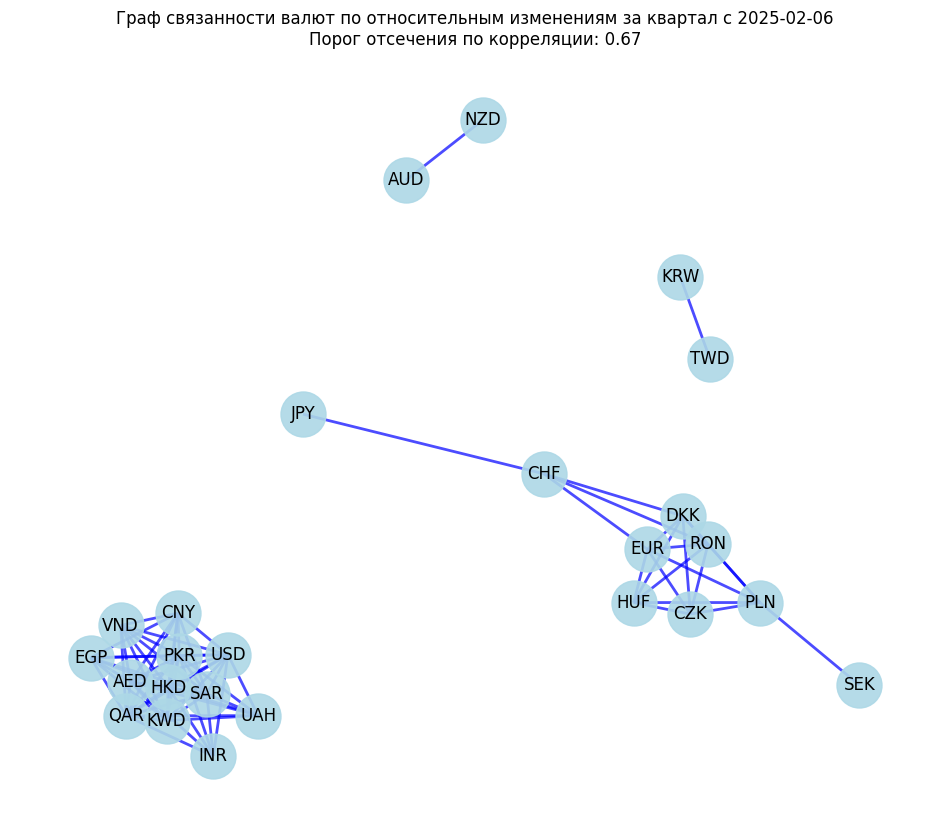 Граф связанности валют по относительным изменениям за квартал с 2025-02-06
Порог отсечения по корреляции: 0.67
NZD
AUD
KRW
TWD
JPY
CHF
DKK
RON
EUR
HUF
CZK
PLN
SEK
CNY
VND
EGP
PKR
USD
AED
HKD
SAR
QAR
KWD
UAH
INR